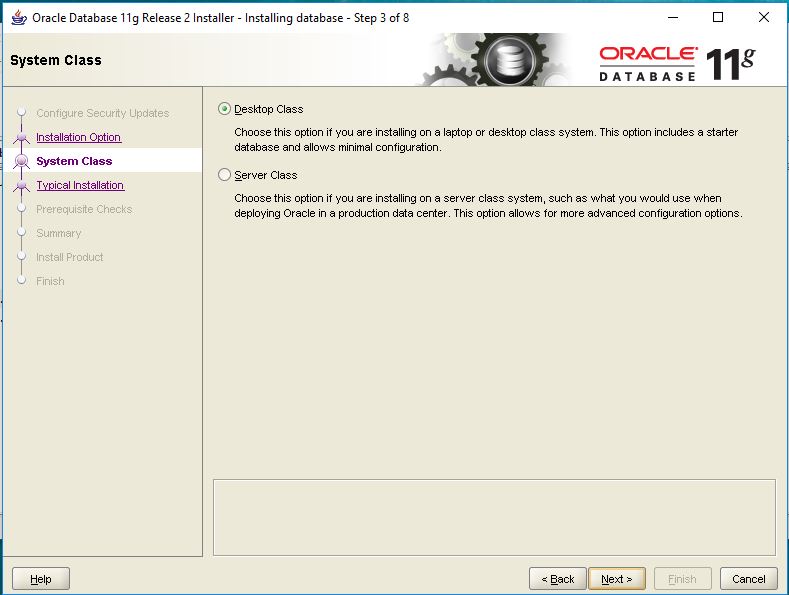 Oracle Database 11g Release 2 Installer - Installing database - Step 3 of 8
System Class
ORACLE
DATABASE
11g
Configure Security Updates
Installation Option
System Class
Typical Installation
Prerequisite Checks
Summary
Install Product
Finish
Desktop Class
Choose this option if you are installing on a laptop or desktop class system. This option includes a starter
database and allows minimal configuration.
Server Class
Choose this option if you are installing on a server class system, such as what you would use when
deploying Oracle in a production data center. This option allows for more advanced configuration options.
Help
< Back
Next >
Finish
Cancel